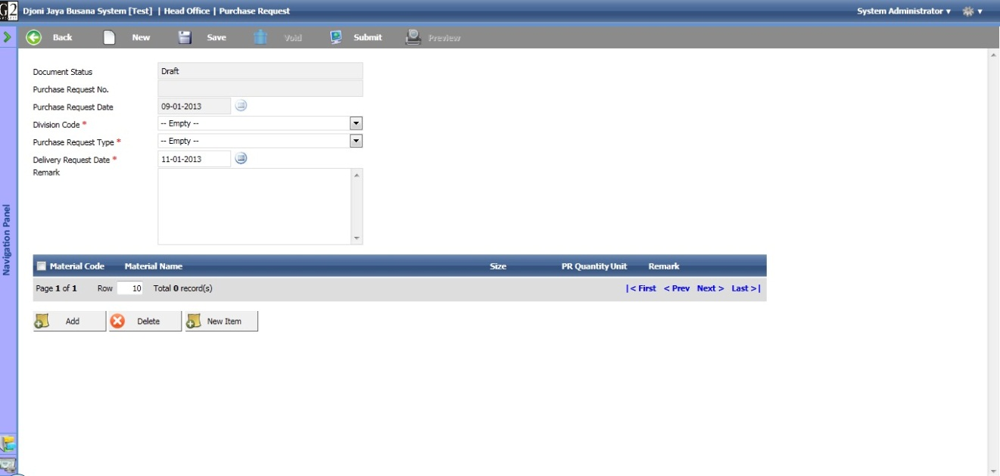 G2 Djoni Jaya Busana System [Test] | Head Office | Purchase Request System Administrator ▾ ▾
Back New Save Void Submit Preview
Navigation Panel
Document Status Draft
Purchase Request No.
Purchase Request Date 09-01-2013
Division Code * -- Empty --
Purchase Request Type * -- Empty --
Delivery Request Date * 11-01-2013
Remark
Material Code Material Name Size PR Quantity Unit Remark
Page 1 of 1 Row 10 Total 0 record(s) |< First < Prev Next > Last >|
Add Delete New Item